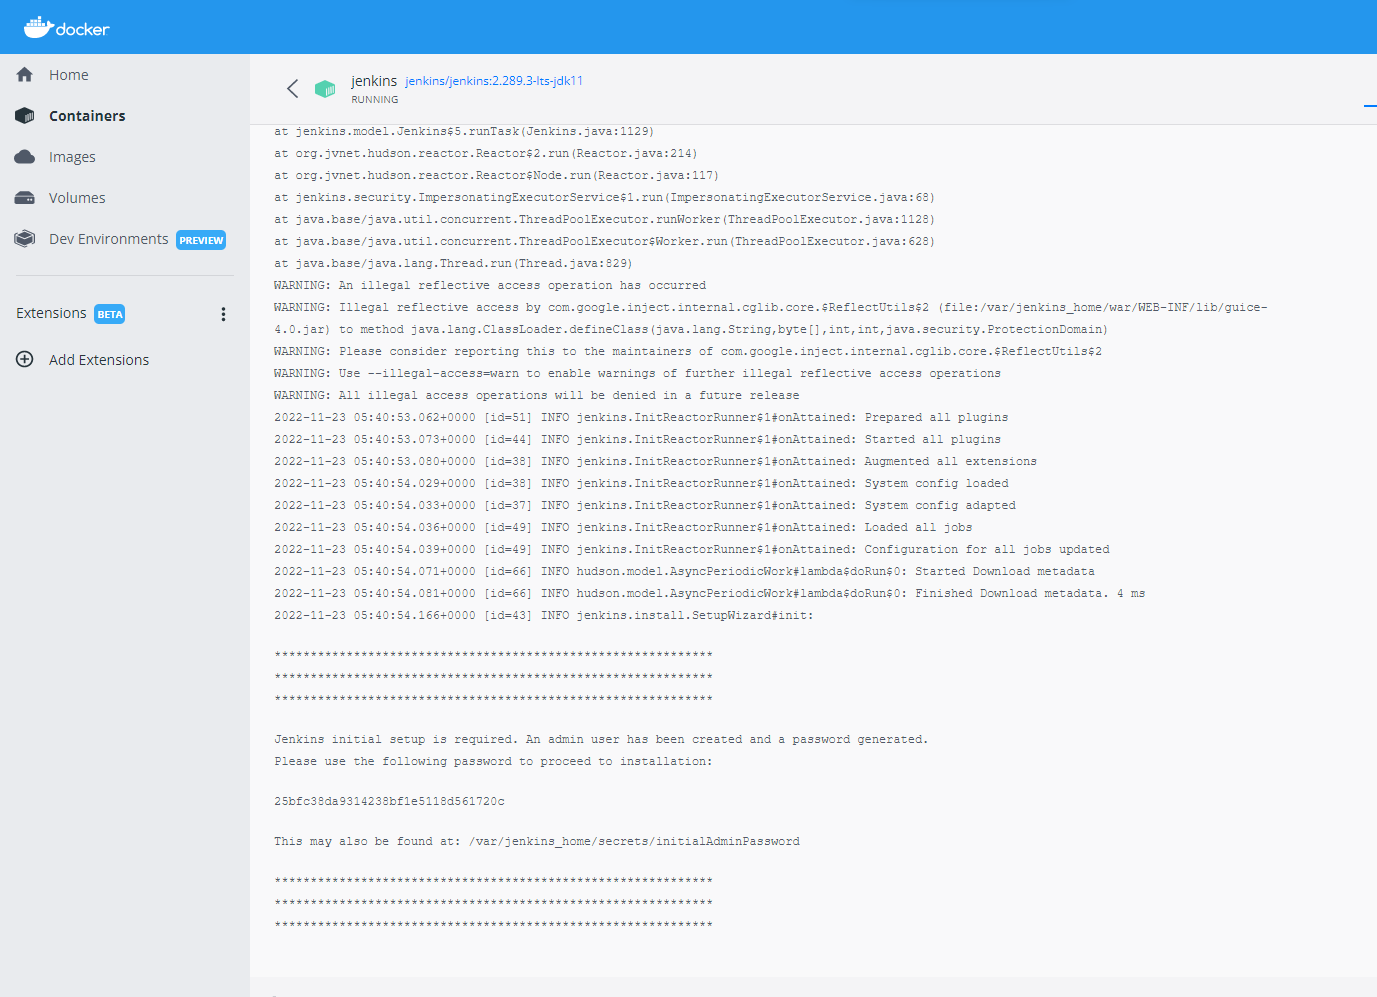 docker
Home
Containers
Images
Volumes
Dev Environments PREVIEW
Extensions BETA
Add Extensions
jenkins jenkins/jenkins:2.289.3-lts-jdk11
RUNNING
at jenkins.model.Jenkins$5.runTask(Jenkins.java:1129)
at org.jvnet.hudson.reactor.Reactor$2.run(Reactor.java:214)
at org.jvnet.hudson.reactor.Reactor$Node.run(Reactor.java:117)
at jenkins.security.ImpersonatingExecutorService$1.run(ImpersonatingExecutorService.java:68)
at java.base/java.util.concurrent.ThreadPoolExecutor.runWorker(ThreadPoolExecutor.java:1128)
at java.base/java.util.concurrent.ThreadPoolExecutor$Worker.run(ThreadPoolExecutor.java:628)
at java.base/java.lang.Thread.run(Thread.java:829)
WARNING: An illegal reflective access operation has occurred
WARNING: Illegal reflective access by com.google.inject.internal.cglib.core.$ReflectUtils$2 (file:/var/jenkins_home/war/WEB-INF/lib/guice-
4.0.jar) to method java.lang.ClassLoader.defineClass(java.lang.String,byte[],int,int,java.security.ProtectionDomain)
WARNING: Please consider reporting this to the maintainers of com.google.inject.internal.cglib.core.$ReflectUtils$2
WARNING: Use --illegal-access=warn to enable warnings of further illegal reflective access operations
WARNING: All illegal access operations will be denied in a future release
2022-11-23 05:40:53.062+0000 [id=51] INFO jenkins.InitReactorRunner$1#onAttained: Prepared all plugins
2022-11-23 05:40:53.073+0000 [id=44] INFO jenkins.InitReactorRunner$1#onAttained: Started all plugins
2022-11-23 05:40:53.080+0000 [id=38] INFO jenkins.InitReactorRunner$1#onAttained: Augmented all extensions
2022-11-23 05:40:54.029+0000 [id=38] INFO jenkins.InitReactorRunner$1#onAttained: System config loaded
2022-11-23 05:40:54.033+0000 [id=37] INFO jenkins.InitReactorRunner$1#onAttained: System config adapted
2022-11-23 05:40:54.036+0000 [id=49] INFO jenkins.InitReactorRunner$1#onAttained: Loaded all jobs
2022-11-23 05:40:54.039+0000 [id=49] INFO jenkins.InitReactorRunner$1#onAttained: Configuration for all jobs updated
2022-11-23 05:40:54.071+0000 [id=66] INFO hudson.model.AsyncPeriodicWork#lambda$doRun$0: Started Download metadata
2022-11-23 05:40:54.081+0000 [id=66] INFO hudson.model.AsyncPeriodicWork#lambda$doRun$0: Finished Download metadata. 4 ms
2022-11-23 05:40:54.166+0000 [id=43] INFO jenkins.install.SetupWizard#init:
*************************************************************
*************************************************************
*************************************************************
Jenkins initial setup is required. An admin user has been created and a password generated.
Please use the following password to proceed to installation:
25bfc38da9314238bf1e5118d561720c
This may also be found at: /var/jenkins_home/secrets/initialAdminPassword
*************************************************************
*************************************************************
*************************************************************